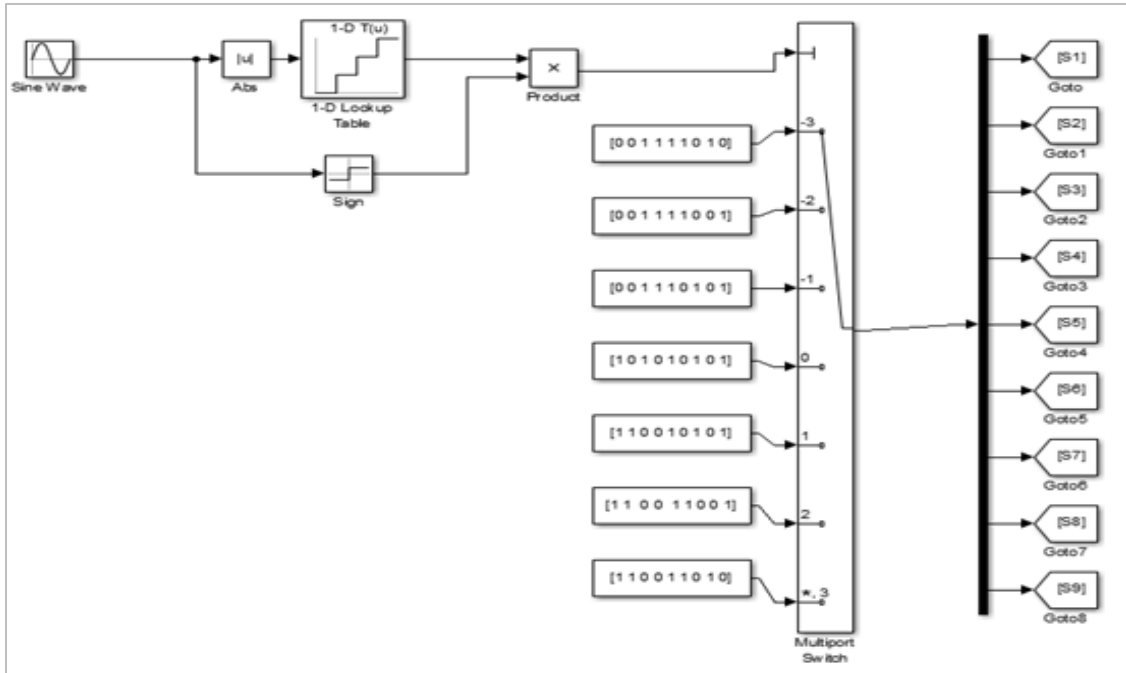 1-D T(u)
|u|
×
Sine Wave
Abs
1-D Lookup
Table
Product
Sign
[0 0 1 1 1 1 0 1 0]
[0 0 1 1 1 1 0 0 1]
[0 0 1 1 1 0 1 0 1]
[1 0 1 0 1 0 1 0 1]
[1 1 0 0 1 0 1 0 1]
[1 1 0 0 1 1 0 0 1]
[1 1 0 0 1 1 0 1 0]
-3
-2
-1
0
1
2
*, 3
Multiport
Switch
[S1]
Goto
[S2]
Goto1
[S3]
Goto2
[S4]
Goto3
[S5]
Goto4
[S6]
Goto5
[S7]
Goto6
[S8]
Goto7
[S9]
Goto8